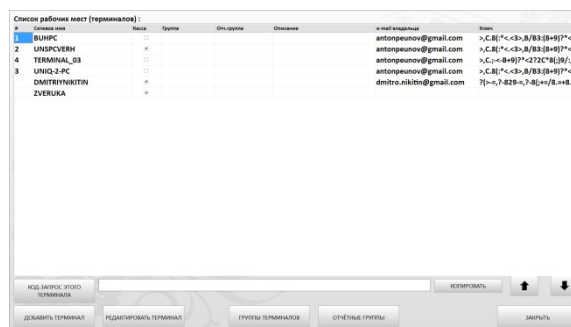 Список рабочих мест (терминалов) :
# Сетевое имя Касса Группа Отч.группа Описание e-mail владельца Ключ
1 BUHPC antonpeunov@gmail.com
2 UNSPCVERH antonpeunov@gmail.com
4 TERMINAL_03 antonpeunov@gmail.com
3 UNIQ-2-PC antonpeunov@gmail.com
DMITRIYNIKITIN dmitro.nikitin@gmail.com
ZVERUKA
КОД-ЗАПРОС ЭТОГО
ТЕРМИНАЛА
КОПИРОВАТЬ
ДОБАВИТЬ ТЕРМИНАЛ РЕДАКТИРОВАТЬ ТЕРМИНАЛ ГРУППЫ ТЕРМИНАЛОВ ОТЧЁТНЫЕ ГРУППЫ ЗАКРЫТЬ